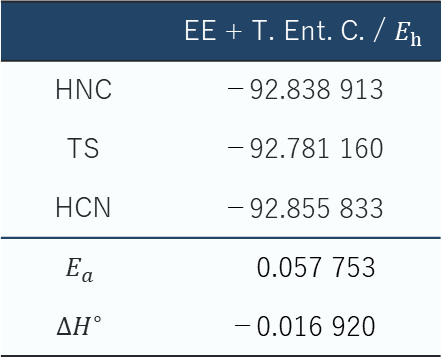 EE + T. Ent. C. / Eh
HNC −92.838 913
TS −92.781 160
HCN −92.855 833
Ea 0.057 753
ΔH° −0.016 920